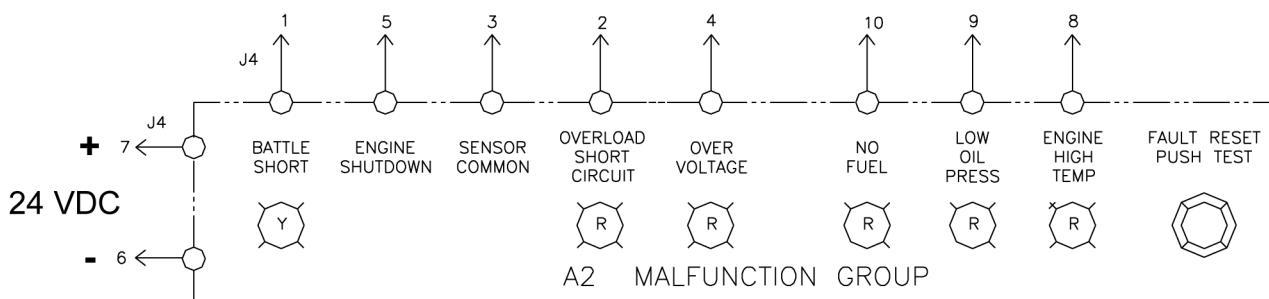 1 5 3 2 4 10 9 8
J4
+ 7 J4
BATTLE SHORT
ENGINE SHUTDOWN
SENSOR COMMON
OVERLOAD SHORT CIRCUIT
OVER VOLTAGE
NO FUEL
LOW OIL PRESS
ENGINE HIGH TEMP
FAULT RESET
PUSH TEST
24 VDC
Y R R R R R
- 6
A2 MALFUNCTION GROUP